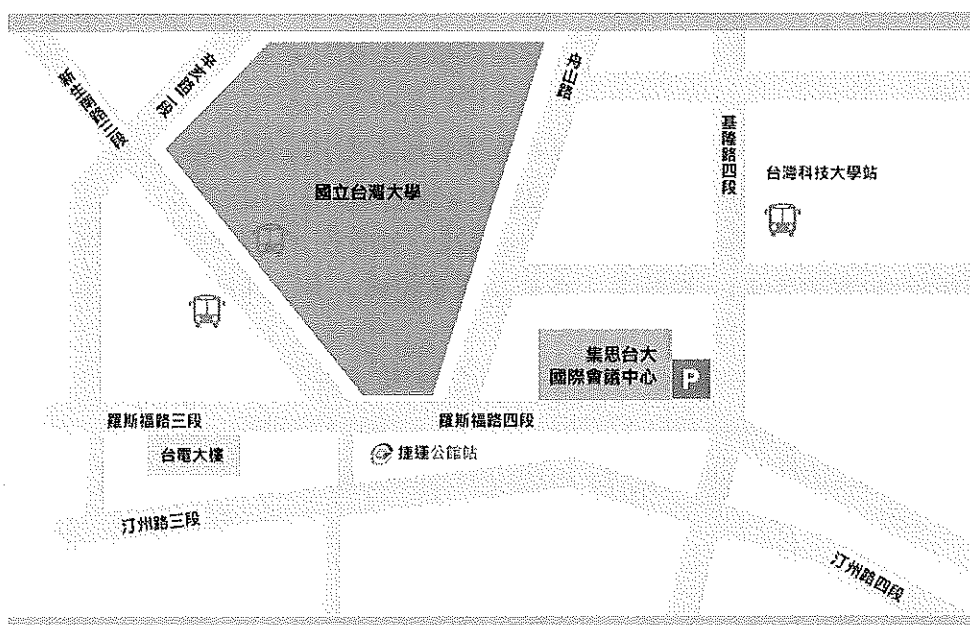 新生南路三段
辛亥路一段
舟山路
基隆路四段
台灣科技大學站
國立台灣大學
集思台大
國際會議中心
P
羅斯福路三段
羅斯福路四段
台電大樓
捷運公館站
汀州路三段
汀州路四段